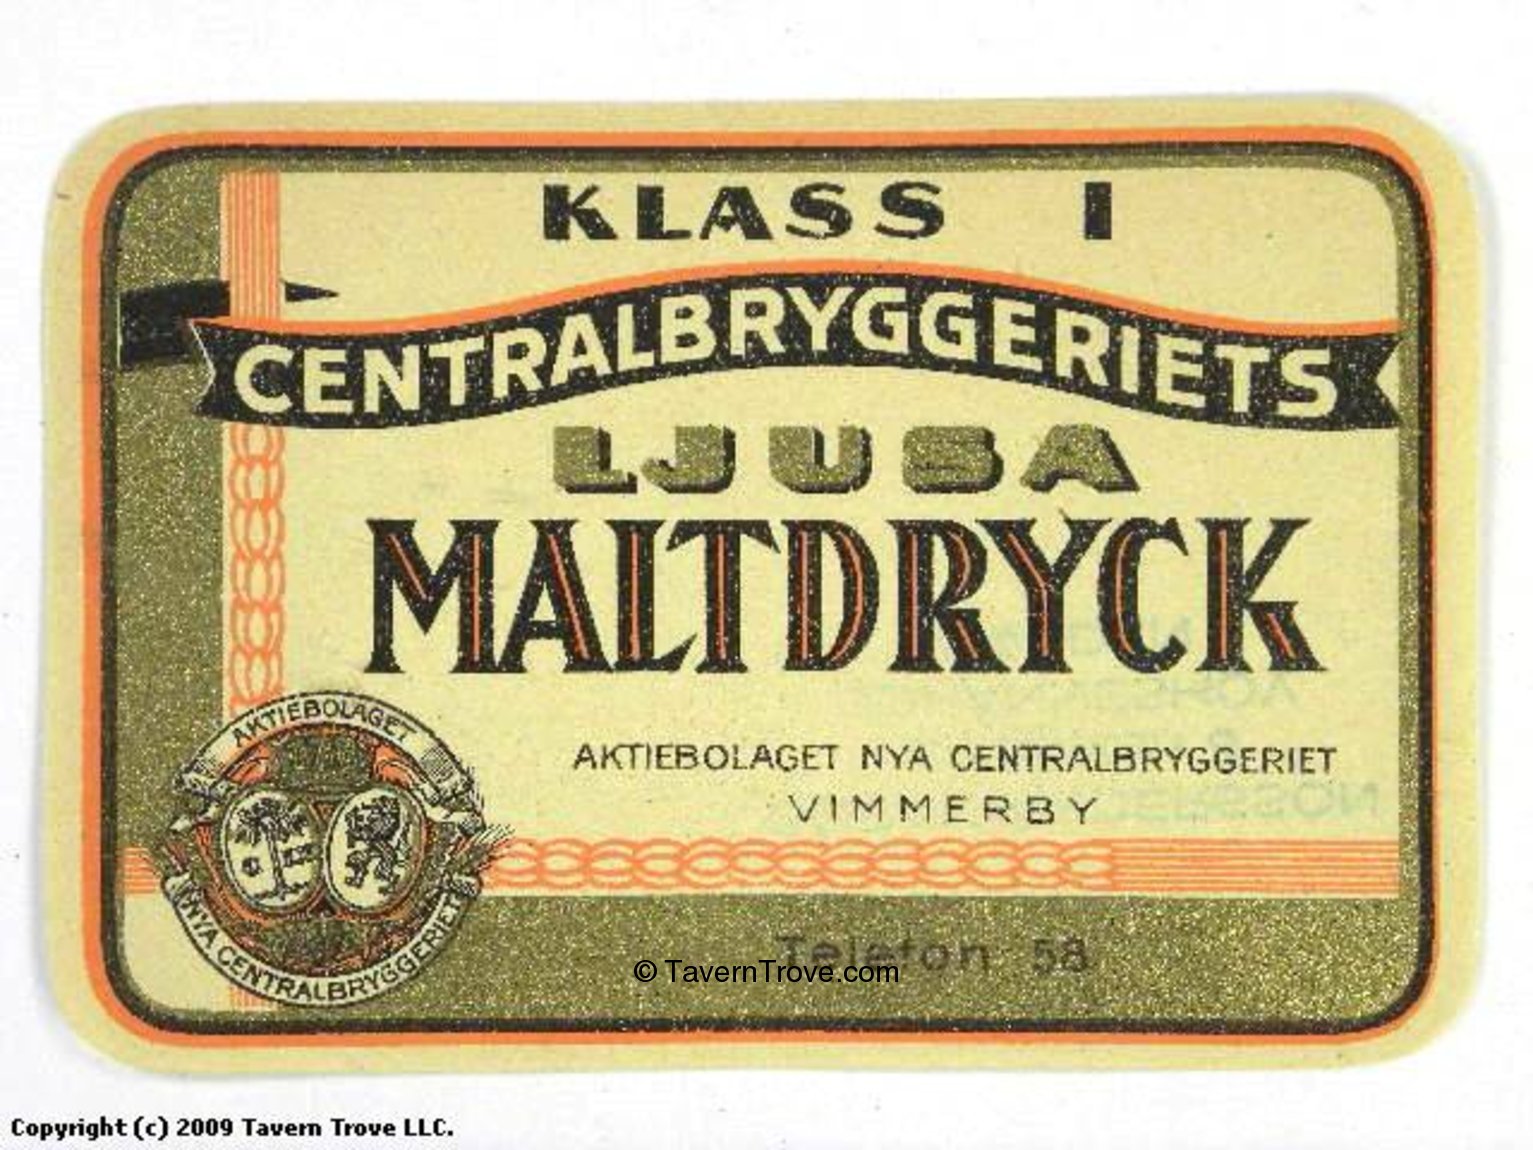 KLASS I
CENTRALBRYGGERIETS
LJUSA
MALTDRYCK
AKTIEBOLAGET NYA CENTRALBRYGGERIET
VIMMERBY
AKTIEBOLAGET
NYA CENTRALBRYGGERIET
Telefon 58
© TavernTrove.com
Copyright (c) 2009 Tavern Trove LLC.